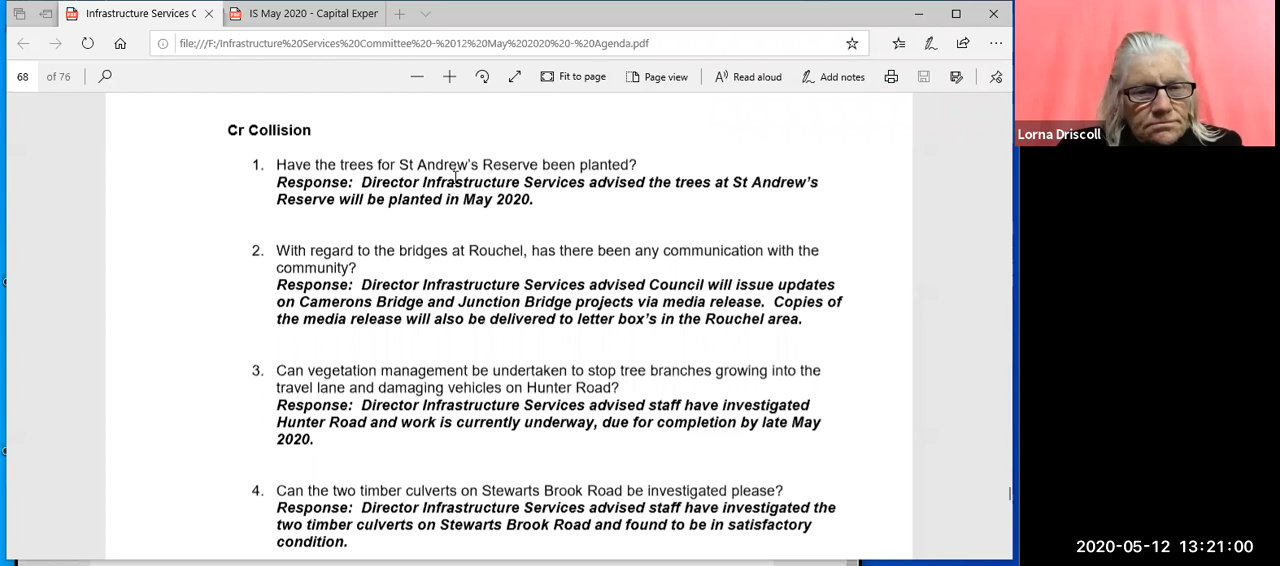 Infrastructure Services C
IS May 2020 - Capital Exper
file:///F:/Infrastructure%20Services%20Committee%20-%2012%20May%202020%20-%20Agenda.pdf
68 of 76
Fit to page
Page view
Read aloud
Add notes
Cr Collision
1. Have the trees for St Andrew's Reserve been planted?
Response: Director Infrastructure Services advised the trees at St Andrew's
Reserve will be planted in May 2020.
2. With regard to the bridges at Rouchel, has there been any communication with the
community?
Response: Director Infrastructure Services advised Council will issue updates
on Camerons Bridge and Junction Bridge projects via media release. Copies of
the media release will also be delivered to letter box's in the Rouchel area.
3. Can vegetation management be undertaken to stop tree branches growing into the
travel lane and damaging vehicles on Hunter Road?
Response: Director Infrastructure Services advised staff have investigated
Hunter Road and work is currently underway, due for completion by late May
2020.
4. Can the two timber culverts on Stewarts Brook Road be investigated please?
Response: Director Infrastructure Services advised staff have investigated the
two timber culverts on Stewarts Brook Road and found to be in satisfactory
condition.
Lorna Driscoll
2020-05-12 13:21:00